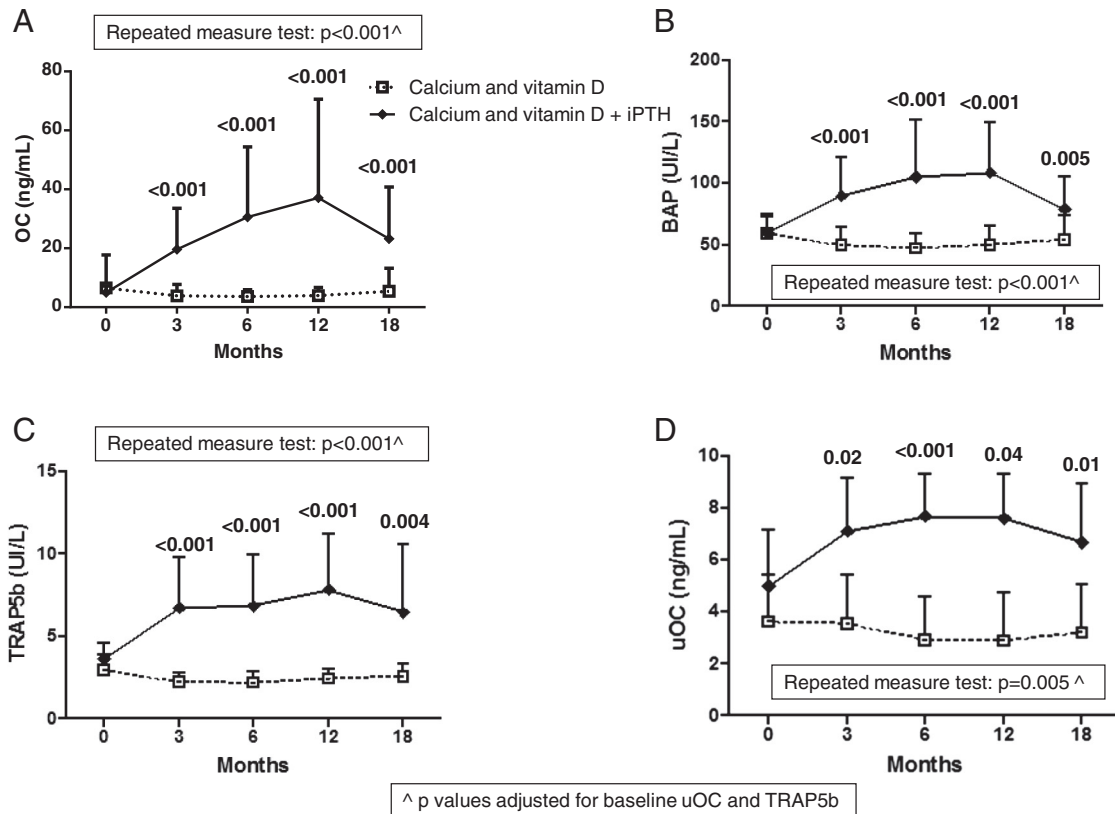 A
Repeated measure test: p<0.001^
OC (ng/mL)
80
60
40
20
0
<0.001
<0.001
<0.001
<0.001
0 3 6 12 18
Months
Calcium and vitamin D
Calcium and vitamin D + iPTH
B
BAP (UI/L)
200
150
100
50
0
<0.001
<0.001
<0.001
0.005
Repeated measure test: p<0.001^
0 3 6 12 18
Months
C
Repeated measure test: p<0.001^
TRAP5b (UI/L)
15
10
5
0
<0.001
<0.001
<0.001
0.004
0 3 6 12 18
Months
D
uOC (ng/mL)
10
8
6
4
2
0
0.02
<0.001
0.04
0.01
Repeated measure test: p=0.005 ^
0 3 6 12 18
Months
^ p values adjusted for baseline uOC and TRAP5b